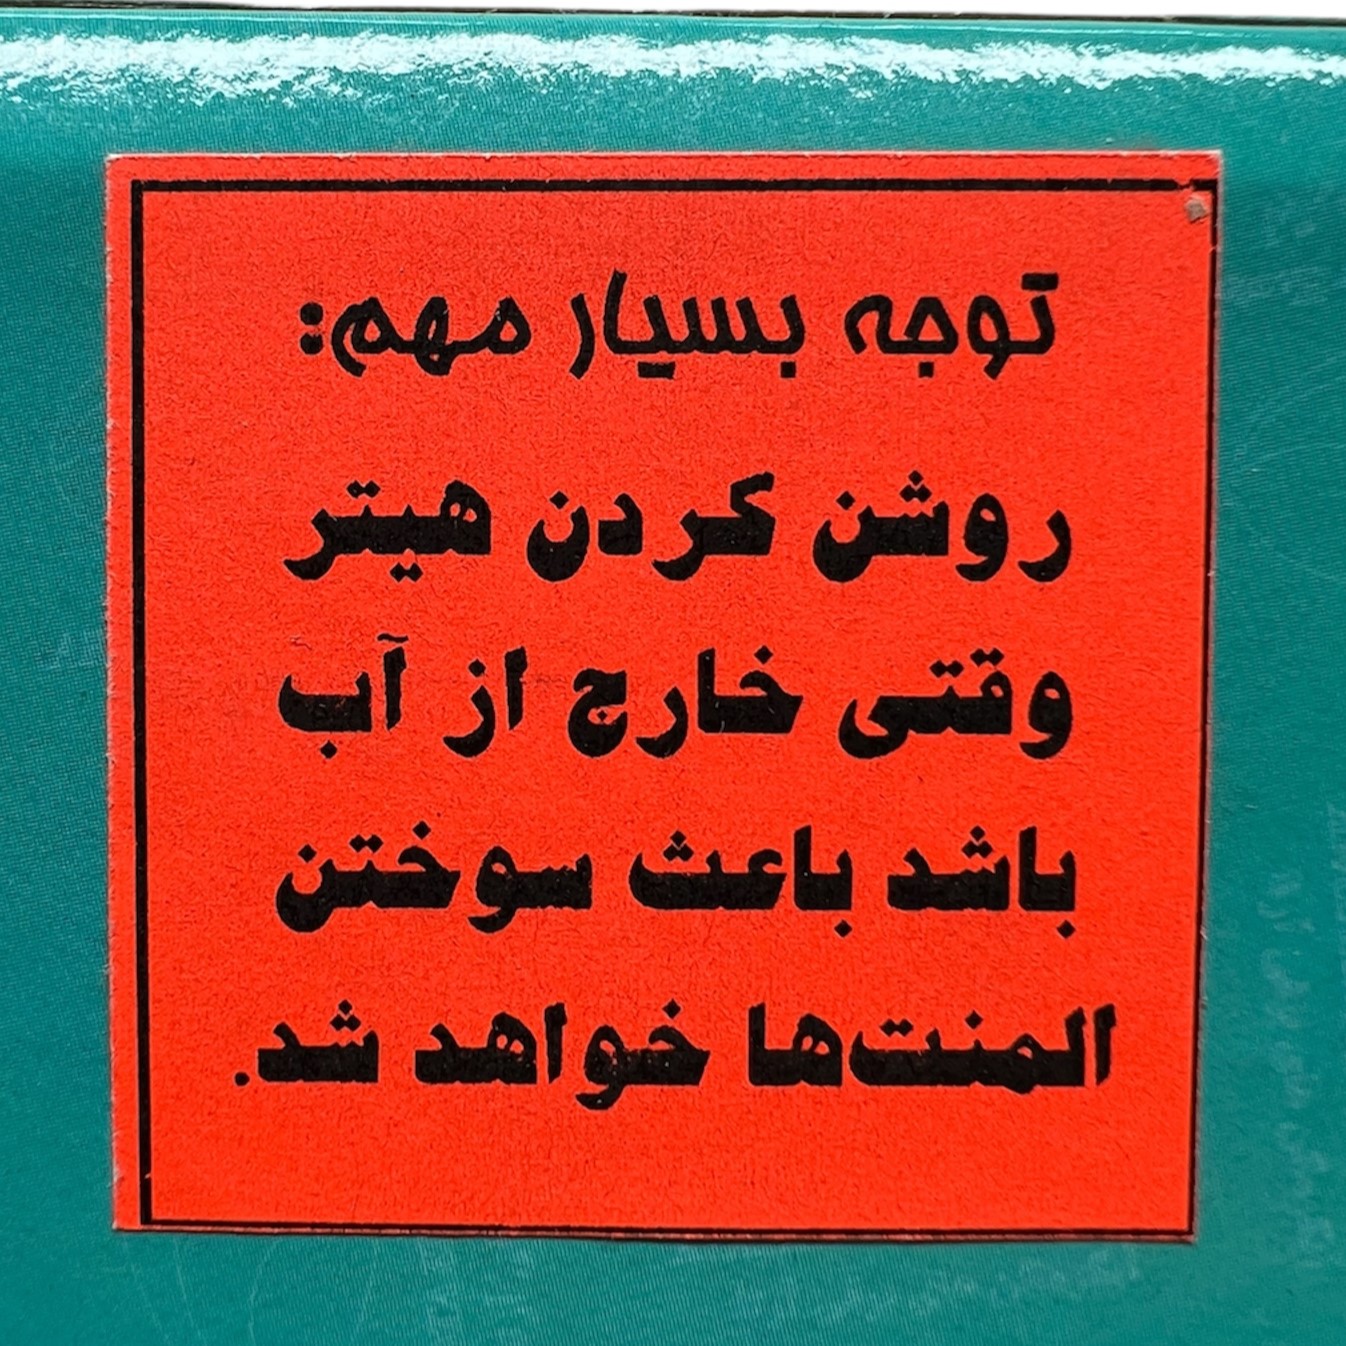 توجه بسیار مهم:
روشن کردن هیتر
وقتی خارج از آب
باشد باعث سوختن
المنت‌ها خواهد شد.